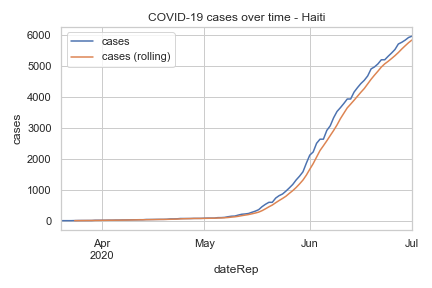 COVID-19 cases over time - Haiti
cases
cases (rolling)
6000
5000
4000
3000
2000
1000
0
cases
Apr
2020
May
Jun
Jul
dateRep